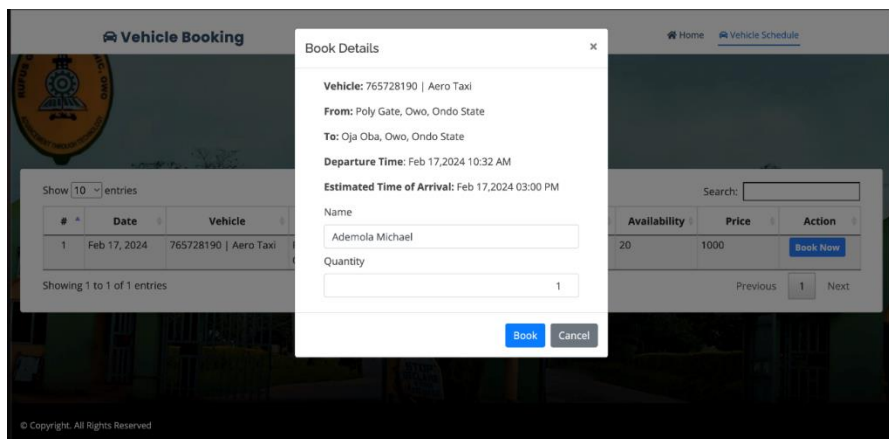 Vehicle Booking
Home
Vehicle Schedule
Book Details
×
Vehicle: 765728190 | Aero Taxi
From: Poly Gate, Owo, Ondo State
To: Oja Oba, Owo, Ondo State
Departure Time: Feb 17,2024 10:32 AM
Estimated Time of Arrival: Feb 17,2024 03:00 PM
Name
Ademola Michael
Quantity
1
Book
Cancel
Show 10 entries
Search:
# Date Vehicle Availability Price Action
1 Feb 17, 2024 765728190 | Aero Taxi 20 1000 Book Now
Showing 1 to 1 of 1 entries
Previous 1 Next
© Copyright. All Rights Reserved